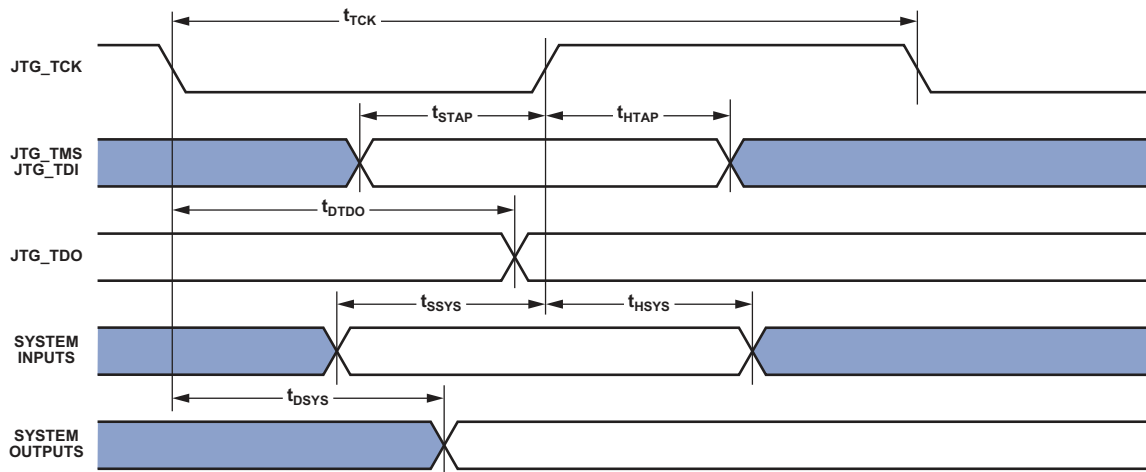 tTCK
JTG_TCK
tSTAP
tHTAP
JTG_TMS
JTG_TDI
tDTDO
JTG_TDO
tSSYS
tHSYS
SYSTEM
INPUTS
tDSYS
SYSTEM
OUTPUTS